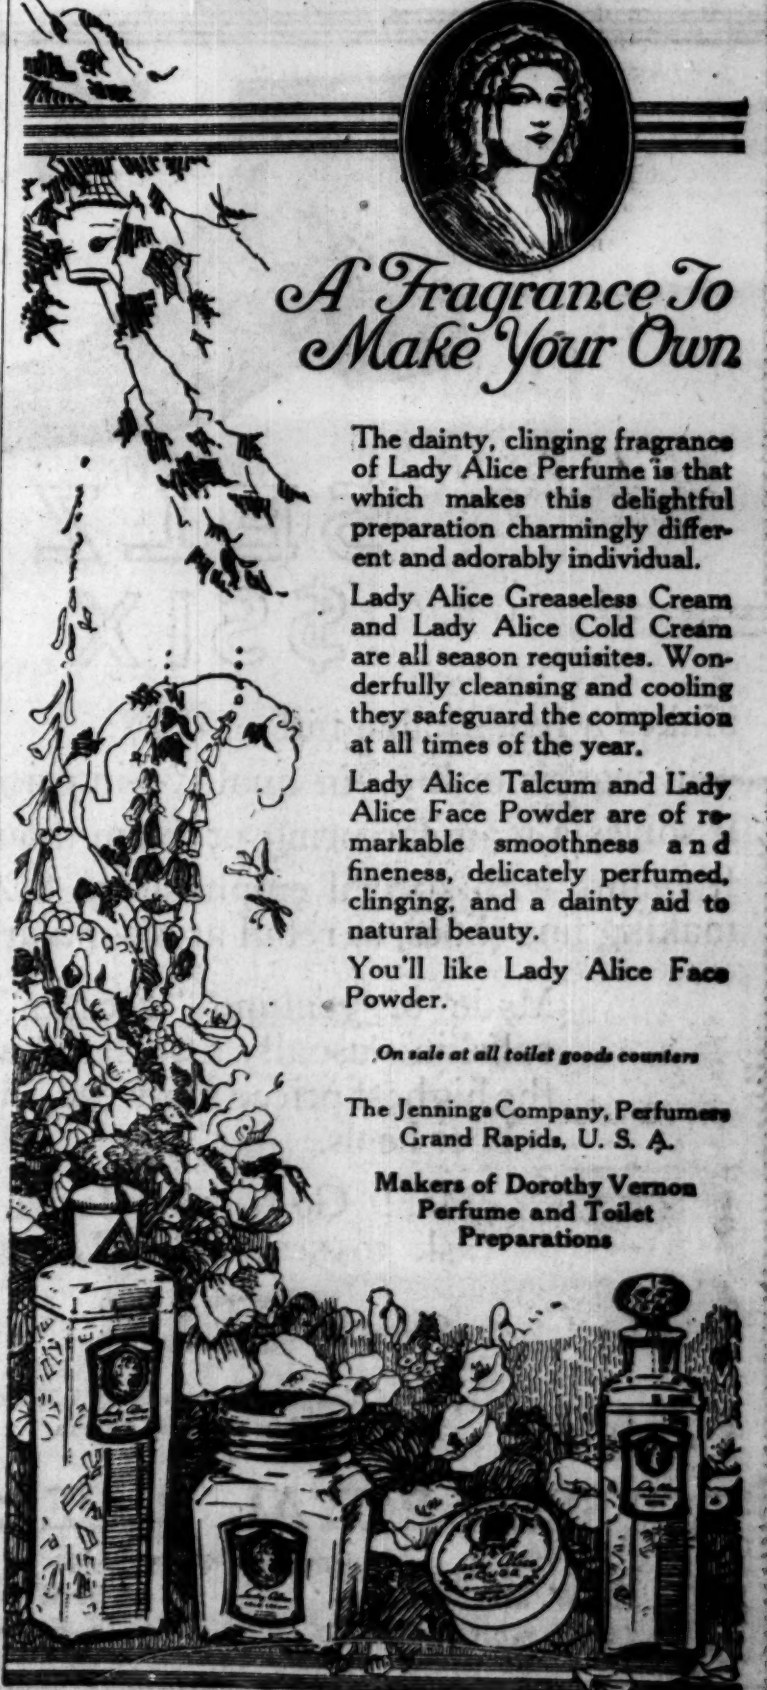 A Fragrance To
Make Your Own
The dainty, clinging fragrance
of Lady Alice Perfume is that
which makes this delightful
preparation charmingly differ-
ent and adorably individual.
Lady Alice Greaseless Cream
and Lady Alice Cold Cream
are all season requisites. Won-
derfully cleansing and cooling
they safeguard the complexion
at all times of the year.
Lady Alice Talcum and Lady
Alice Face Powder are of re-
markable smoothness and
fineness, delicately perfumed,
clinging, and a dainty aid to
natural beauty.
You'll like Lady Alice Face
Powder.
On sale at all toilet goods counters
The Jennings Company, Perfumers
Grand Rapids, U. S. A.
Makers of Dorothy Vernon
Perfume and Toilet
Preparations
Lady Alice